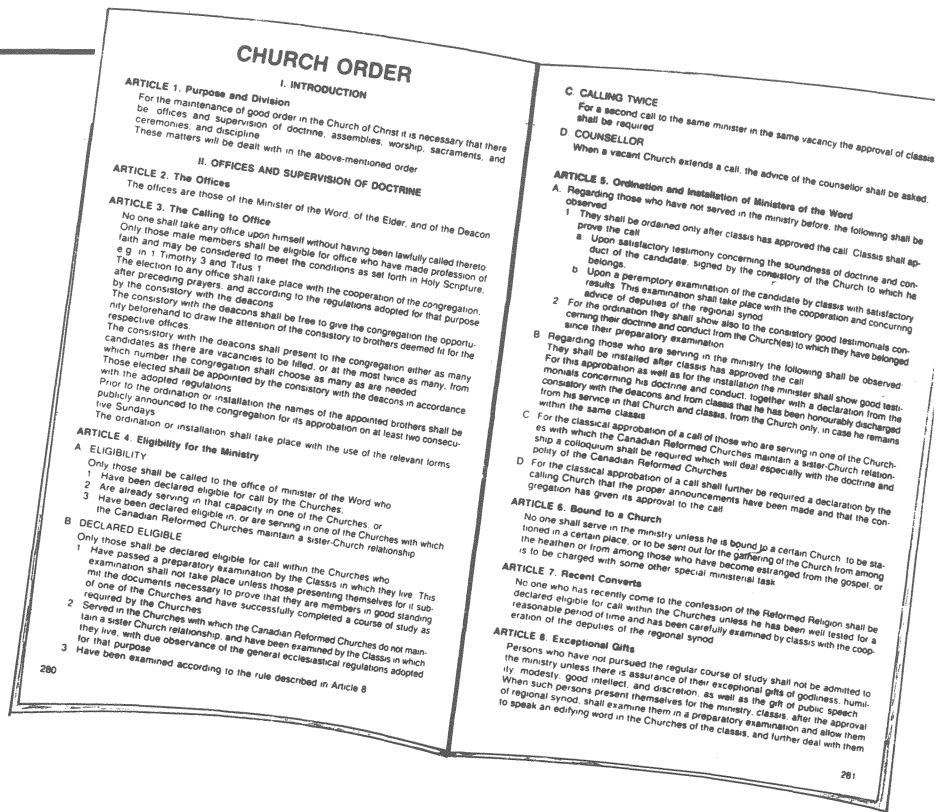 CHURCH ORDER
I. INTRODUCTION
ARTICLE 1. Purpose and Division
For the maintenance of good order in the Church of Christ it is necessary that there
be offices and supervision of doctrine, assemblies, worship, sacraments, and
ceremonies, and discipline
These matters will be dealt with in the above-mentioned order
II. OFFICES AND SUPERVISION OF DOCTRINE
ARTICLE 2. The Offices
The offices are those of the Minister of the Word, of the Elder, and of the Deacon
ARTICLE 3. The Calling to Office
No one shall take any office upon himself without having been lawfully called thereto
Only those male members shall be eligible for office who have made profession of
faith and may be considered to meet the conditions as set forth in Holy Scripture,
e.g. in 1 Timothy 3 and Titus 1
The election to any office shall take place with the cooperation of the congregation,
after preceding prayers, and according to the regulations adopted for that purpose
by the consistory with the deacons
The consistory with the deacons shall be free to give the congregation the opportu-
nity beforehand to draw the attention of the consistory to brothers deemed fit for the
respective offices.
The consistory with the deacons shall present to the congregation either as many
candidates as there are vacancies to be filled, or at the most twice as many, from
which number the congregation shall choose as many as are needed
Those elected shall be appointed by the consistory with the deacons in accordance
with the adopted regulations
Prior to the ordination or installation the names of the appointed brothers shall be
publicly announced to the congregation for its approbation on at least two consecu-
tive Sundays
The ordination or installation shall take place with the use of the relevant forms
ARTICLE 4. Eligibility for the Ministry
A ELIGIBILITY
Only those shall be called to the office of minister of the Word who
1 Have been declared eligible for call by the Churches,
2 Are already serving in that capacity in one of the Churches, or
3 Have been declared eligible in, or are serving in one of the Churches with which
the Canadian Reformed Churches maintain a sister-Church relationship
B DECLARED ELIGIBLE
Only those shall be declared eligible for call within the Churches who
1 Have passed a preparatory examination by the Classis in which they live This
examination shall not take place unless those presenting themselves for it sub-
mit the documents necessary to prove that they are members in good standing
of one of the Churches and have successfully completed a course of study as
required by the Churches
2 Served in the Churches with which the Canadian Reformed Churches do not main-
tain a sister Church relationship, and have been examined by the Classis in which
they live, with due observance of the general ecclesiastical regulations adopted
for that purpose
3 Have been examined according to the rule described in Article 8
280
C. CALLING TWICE
For a second call to the same minister in the same vacancy the approval of classis
shall be required
D. COUNSELLOR
When a vacant Church extends a call, the advice of the counsellor shall be asked.
ARTICLE 5. Ordination and Installation of Ministers of the Word
A. Regarding those who have not served in the ministry before, the following shall be
observed
1 They shall be ordained only after classis has approved the call Classis shall ap-
prove the call
a. Upon satisfactory testimony concerning the soundness of doctrine and con-
duct of the candidate, signed by the consistory of the Church to which he
belongs.
b Upon a peremptory examination of the candidate by classis with satisfactory
results This examination shall take place with the cooperation and concurring
advice of deputies of the regional synod
2 For the ordination they shall show also to the consistory good testimonials con-
cerning their doctrine and conduct from the Church(es) to which they have belonged
since their preparatory examination
B Regarding those who are serving in the ministry the following shall be observed:
They shall be installed after classis has approved the call
For this approbation as well as for the installation the minister shall show good testi-
monials concerning his doctrine and conduct, together with a declaration from the
consistory with the deacons and from classis that he has been honourably discharged
from his service in that Church and classis, from the Church only, in case he remains
within the same classis
C For the classical approbation of a call of those who are serving in one of the Church-
es with which the Canadian Reformed Churches maintain a sister-Church relation-
ship a colloquium shall be required which will deal especially with the doctrine and
polity of the Canadian Reformed Churches
D For the classical approbation of a call shall further be required a declaration by the
calling Church that the proper announcements have been made and that the con-
gregation has given its approval to the call
ARTICLE 6. Bound to a Church
No one shall serve in the ministry unless he is bound to a certain Church to be sta-
tioned in a certain place, or to be sent out for the gathering of the Church from among
the heathen or from among those who have become estranged from the gospel, or
is to be charged with some other special ministerial task
ARTICLE 7. Recent Converts
No one who has recently come to the confession of the Reformed Religion shall be
declared eligible for call within the Churches unless he has been well tested for a
reasonable period of time and has been carefully examined by classis with the coop-
eration of the deputies of the regional synod
ARTICLE 8. Exceptional Gifts
Persons who have not pursued the regular course of study shall not be admitted to
the ministry unless there is assurance of their exceptional gifts of godliness, humil-
ity, modesty, good intellect, and discretion, as well as the gift of public speech
When such persons present themselves for the ministry, classis, after the approval
of regional synod, shall examine them in a preparatory examination and allow them
to speak an edifying word in the Churches of the classis, and further deal with them
281